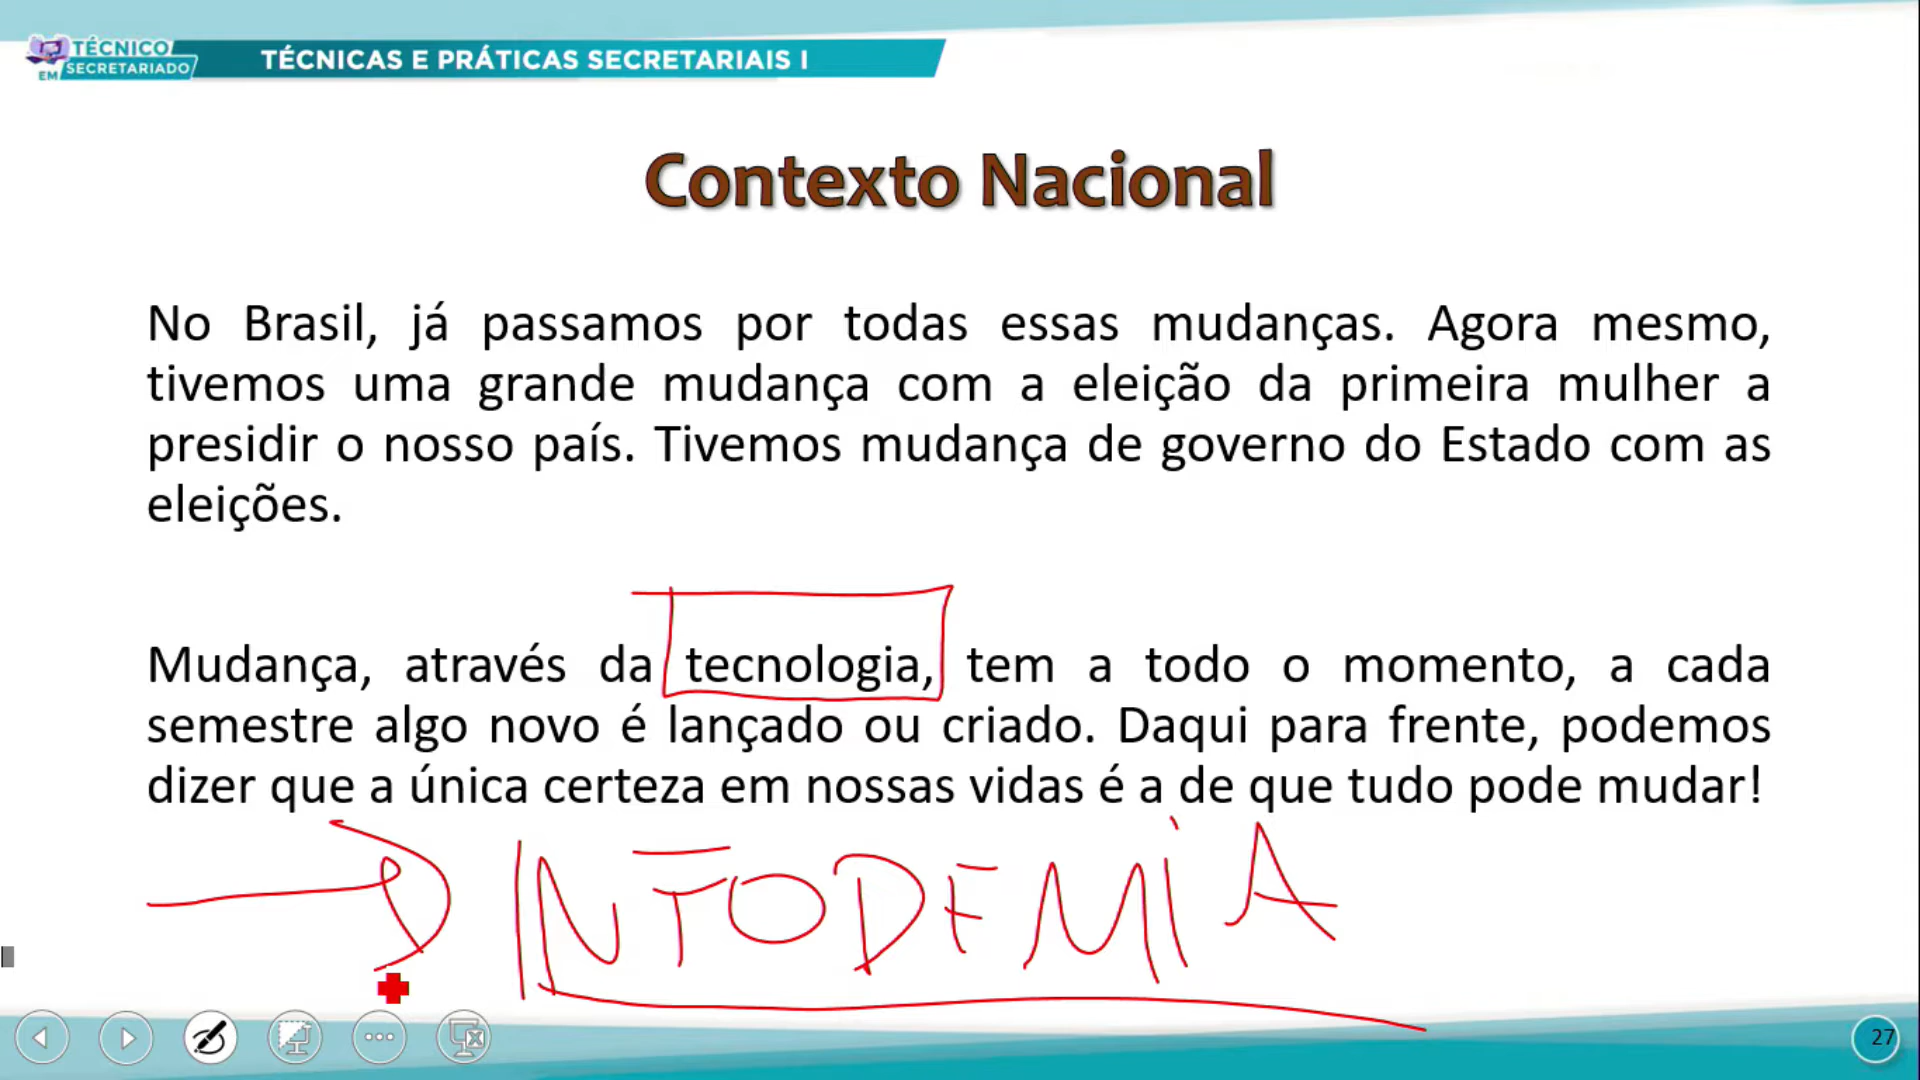 TÉCNICO
EM SECRETARIADO
TÉCNICAS E PRÁTICAS SECRETARIAIS I
Contexto Nacional
No Brasil, já passamos por todas essas mudanças. Agora mesmo,
tivemos uma grande mudança com a eleição da primeira mulher a
presidir o nosso país. Tivemos mudança de governo do Estado com as
eleições.
Mudança, através da tecnologia, tem a todo o momento, a cada
semestre algo novo é lançado ou criado. Daqui para frente, podemos
dizer que a única certeza em nossas vidas é a de que tudo pode mudar!
INFODEMIA
27